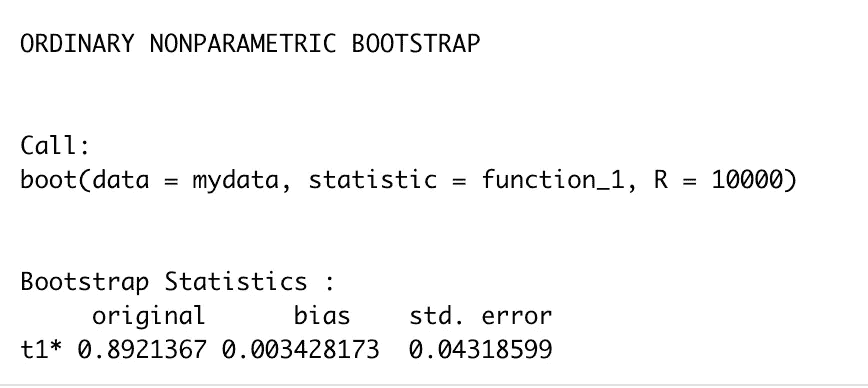 ORDINARY NONPARAMETRIC BOOTSTRAP
Call:
boot(data = mydata, statistic = function_1, R = 10000)
Bootstrap Statistics :
original bias std. error
t1* 0.8921367 0.003428173 0.04318599